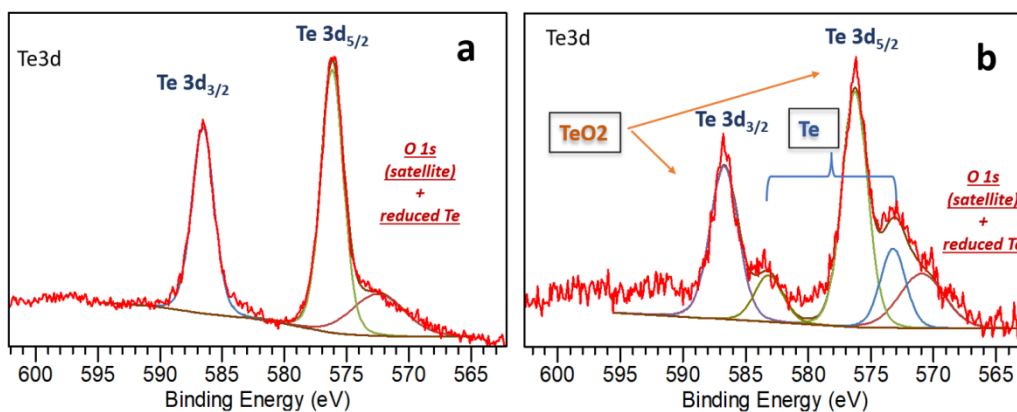 Te3d
Te 3d3/2
Te 3d5/2
a
O 1s
(satellite)
+
reduced Te
600 595 590 585 580 575 570 565
Binding Energy (eV)
Te3d
Te 3d5/2
b
TeO2
Te 3d3/2
Te
O 1s
(satellite)
+
reduced Te
600 595 590 585 580 575 570 565
Binding Energy (eV)